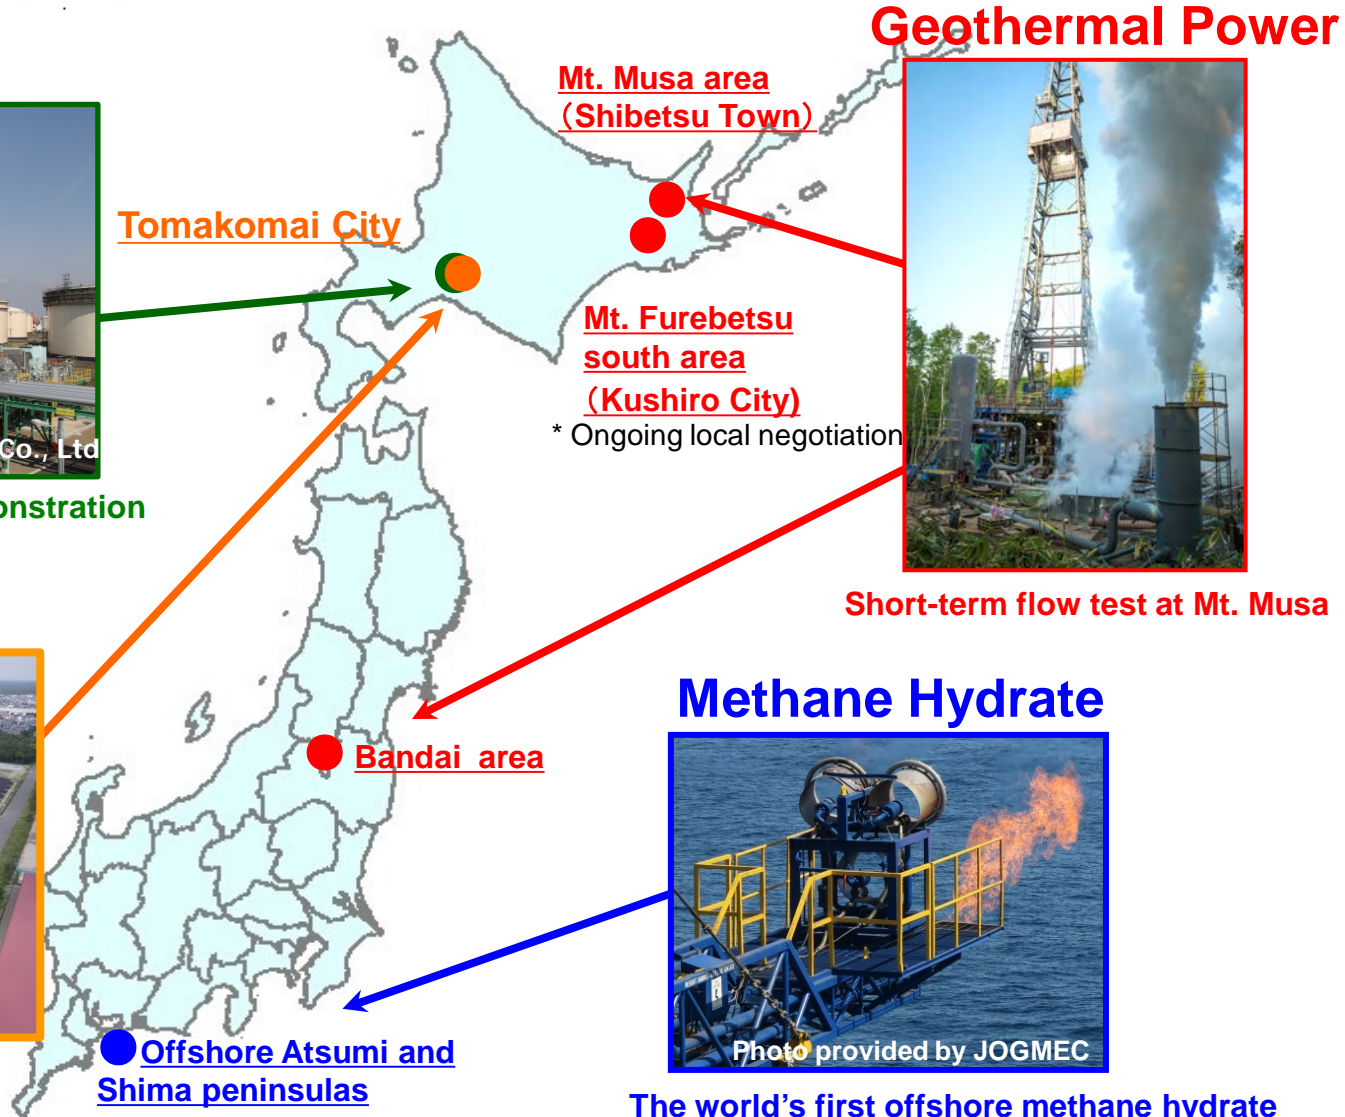 Geothermal Power
Mt. Musa area
（Shibetsu Town）
Tomakomai City
Mt. Furebetsu
south area
（Kushiro City)
* Ongoing local negotiation
Co., Ltd
onstration
Short-term flow test at Mt. Musa
Methane Hydrate
Bandai area
Photo provided by JOGMEC
Offshore Atsumi and
Shima peninsulas
The world's first offshore methane hydrate